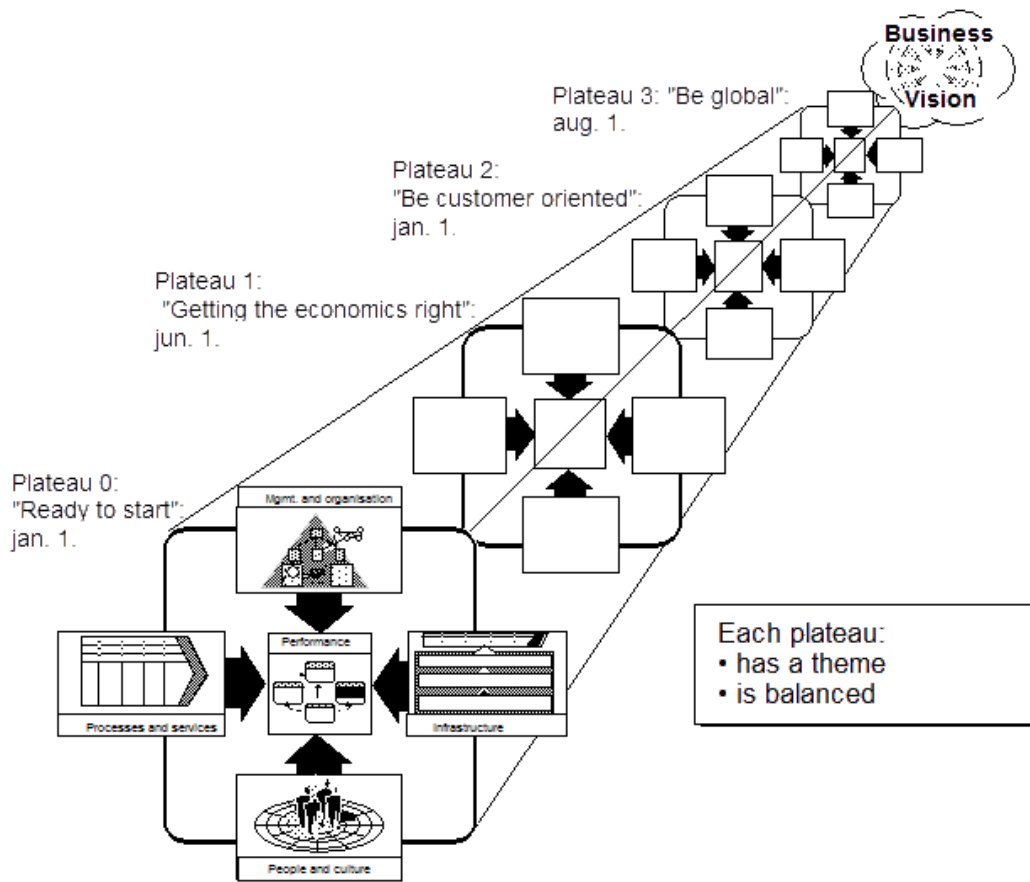 Business
Vision
Plateau 3: "Be global":
aug. 1.
Plateau 2:
"Be customer oriented":
jan. 1.
Plateau 1:
"Getting the economics right":
jun. 1.
Plateau 0:
"Ready to start":
jan. 1.
Mgmt. and organisation
Performance
Processes and services
Infrastructure
People and culture
Each plateau:
• has a theme
• is balanced